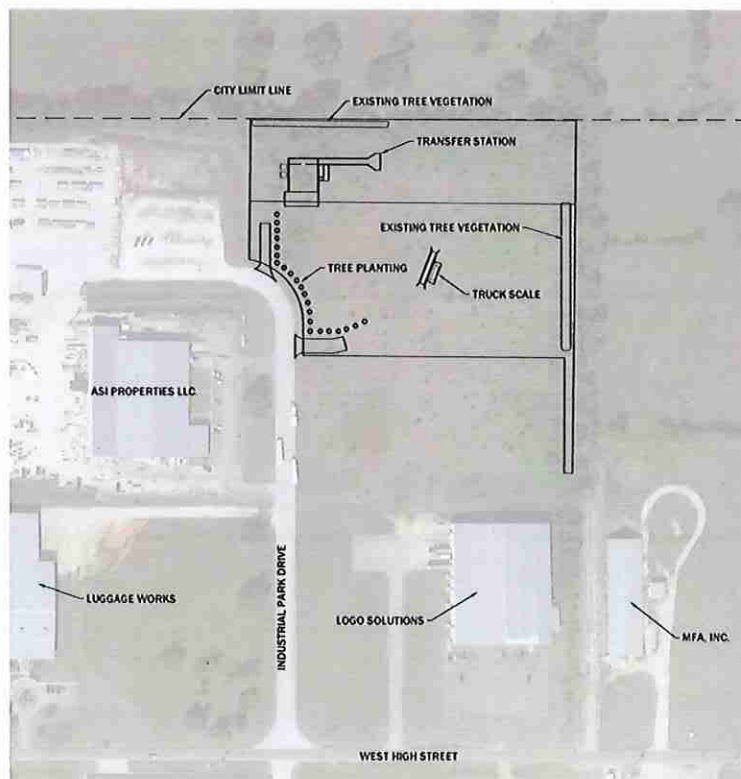 CITY LIMIT LINE
EXISTING TREE VEGETATION
TRANSFER STATION
EXISTING TREE VEGETATION
TREE PLANTING
TRUCK SCALE
ASI PROPERTIES LLC.
INDUSTRIAL PARK DRIVE
LUGGAGE WORKS
LOGO SOLUTIONS
MFA, INC.
WEST HIGH STREET